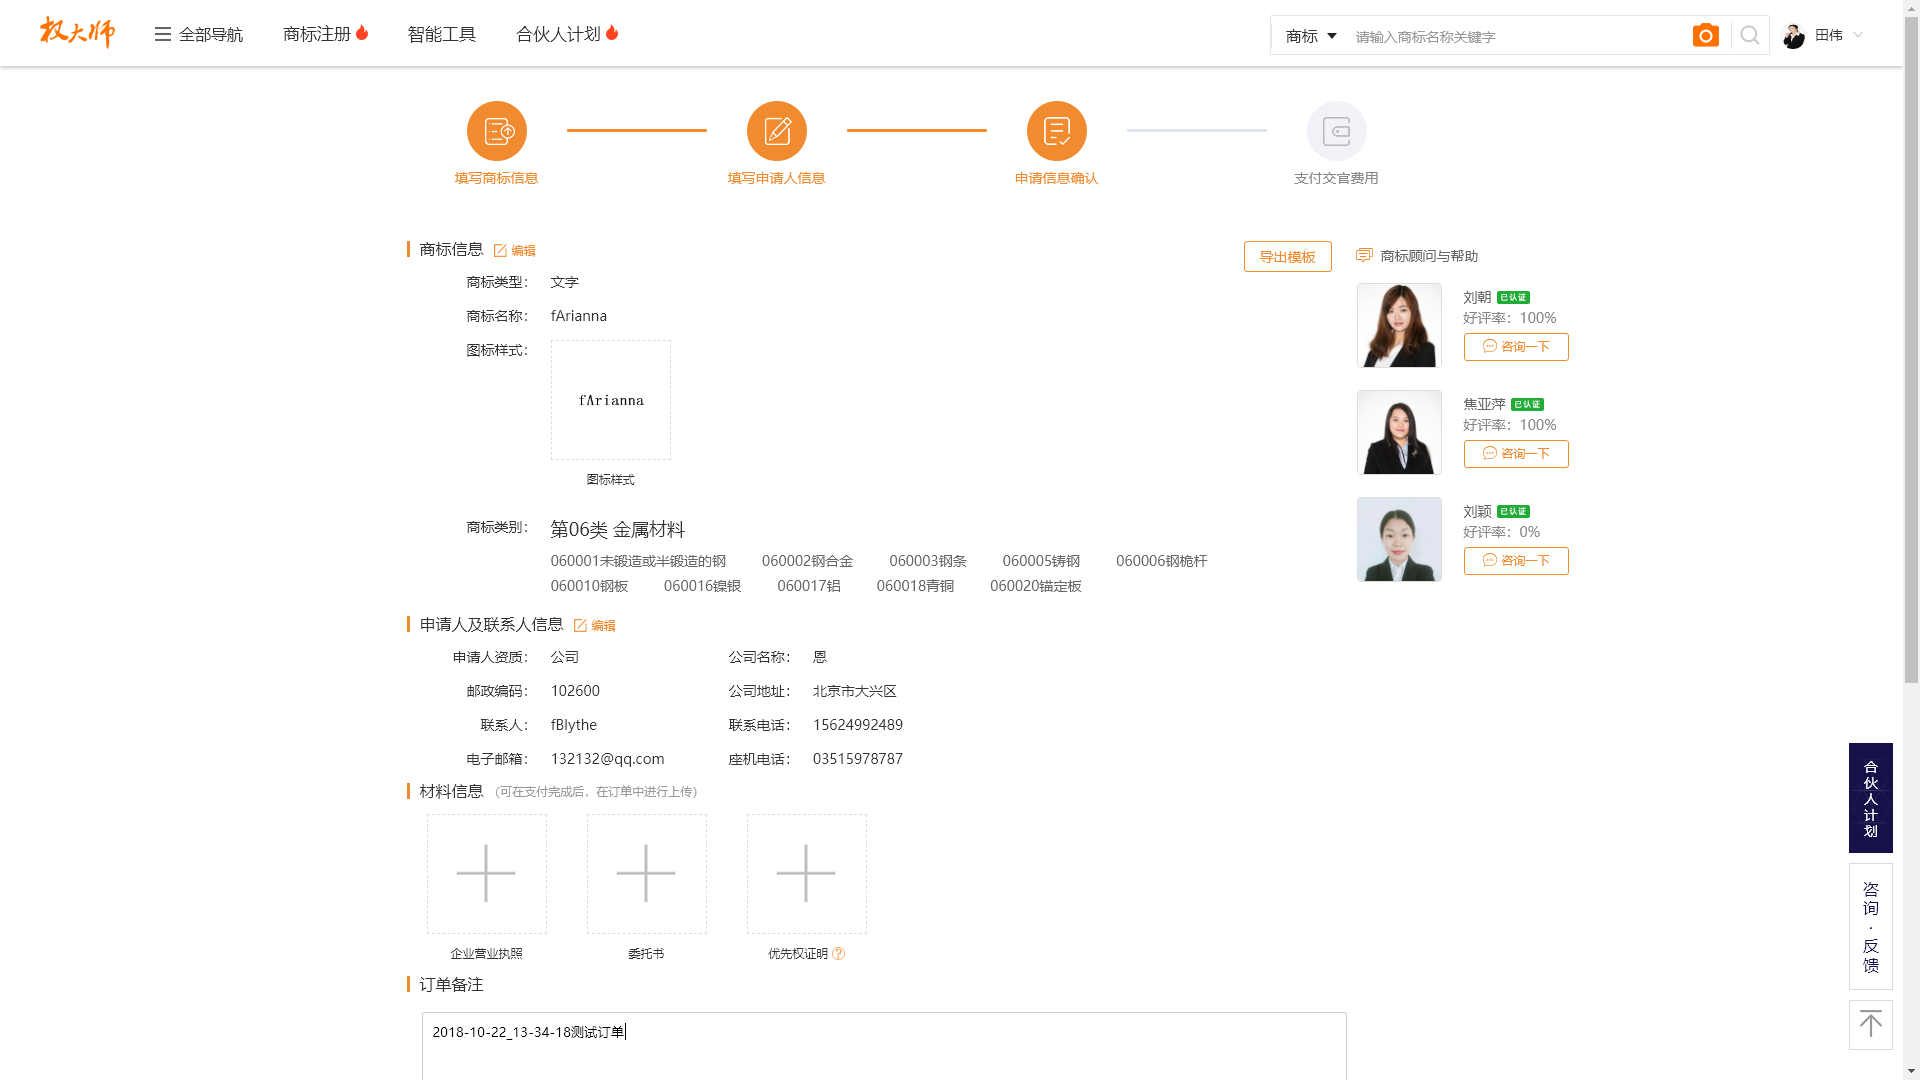 权大师 全部导航 商标注册 智能工具 合伙人计划 商标 请输入商标名称关键字 田伟
填写商标信息 填写申请人信息 申请信息确认 支付交官费用
商标信息 编辑 导出模板
商标类型： 文字
商标名称： fArianna
图标样式：
fArianna
图标样式
商标类别： 第06类 金属材料
060001未锻造或半锻造的钢 060002钢合金 060003钢条 060005铸钢 060006钢桅杆
060010钢板 060016镍银 060017铝 060018青铜 060020锚定板
商标顾问与帮助
刘朝 已认证
好评率：100%
咨询一下
焦亚萍 已认证
好评率：100%
咨询一下
刘颖 已认证
好评率：0%
咨询一下
申请人及联系人信息 编辑
申请人资质： 公司 公司名称： 恩
邮政编码： 102600 公司地址： 北京市大兴区
联系人： fBlythe 联系电话： 15624992489
电子邮箱： 132132@qq.com 座机电话： 03515978787
材料信息 （可在支付完成后，在订单中进行上传）
企业营业执照 委托书 优先权证明 ?
订单备注
2018-10-22_13-34-18测试订单
合伙人计划
咨询·反馈